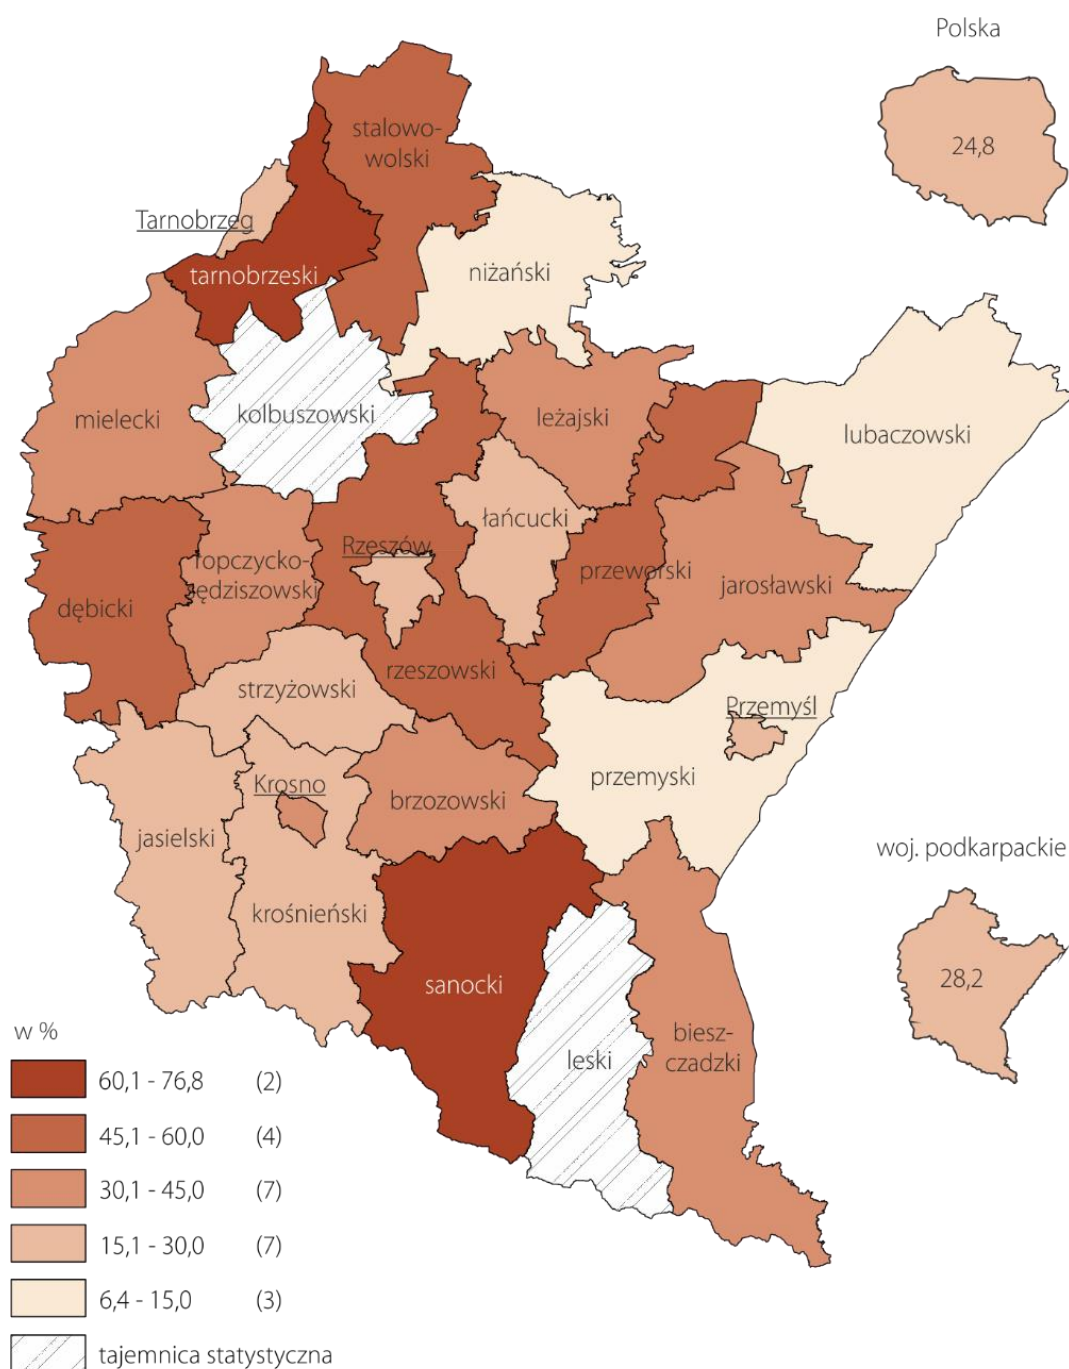 Polska
24,8
stalowo-
wolski
Tarnobrzeg
tarnobrzeski
niżański
mielecki
kolbuszowski
leżajski
lubaczowski
łańcucki
Rzeszów
ropczycko-
sędziszowski
dębicki
przeworski
jarosławski
rzeszowski
strzyżowski
Przemyśl
przemyski
Krosno
brzozowski
jasielski
woj. podkarpackie
28,2
krośnieński
sanocki
leski
biesz-
czadzki
w %
60,1 - 76,8 (2)
45,1 - 60,0 (4)
30,1 - 45,0 (7)
15,1 - 30,0 (7)
6,4 - 15,0 (3)
tajemnica statystyczna